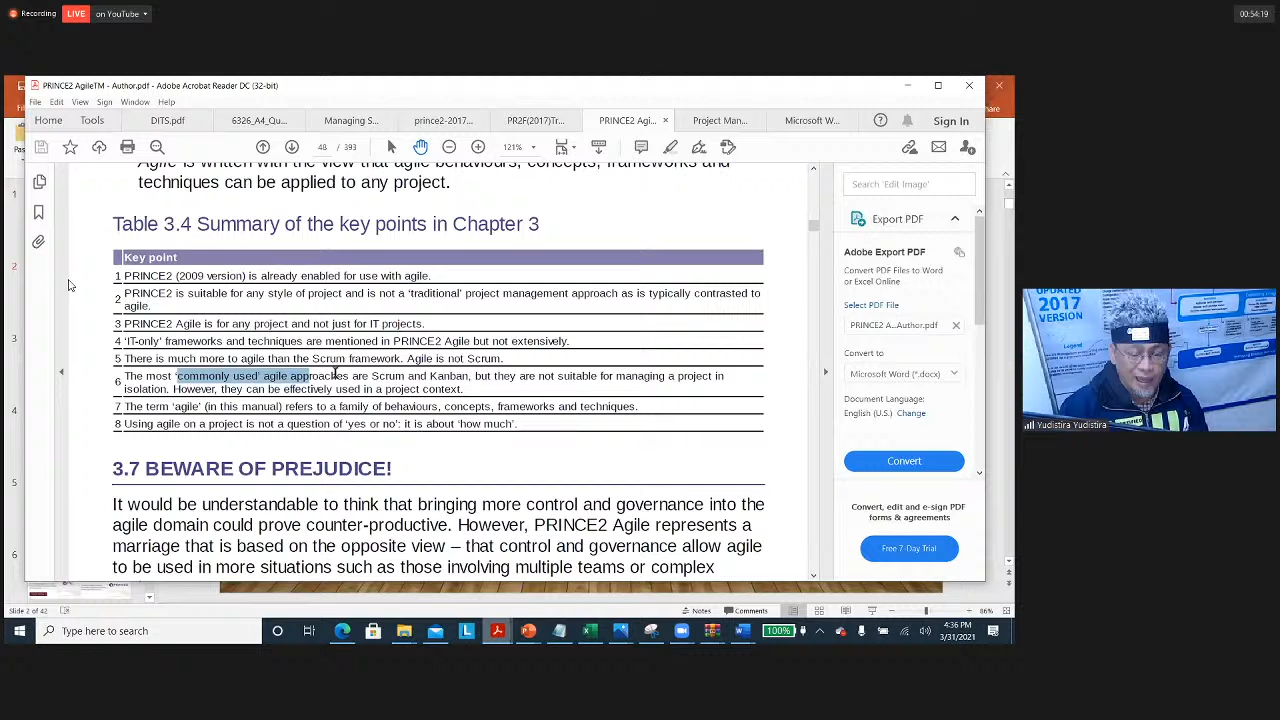 Recording
LIVE on YouTube
00:54:19
PRINCE2 AgileTM - Author.pdf - Adobe Acrobat Reader DC (32-bit)
File Edit View Sign Window Help
Home Tools DITS.pdf 6326_A4_Qu... Managing S... prince2-2017... PR2F(2017)Tr... PRINCE2 Agi... Project Man... Microsoft W... Sign In
48 / 393 121%
Agile is written with the view that agile behaviours, concepts, frameworks and
techniques can be applied to any project.
Table 3.4 Summary of the key points in Chapter 3
Key point
1 PRINCE2 (2009 version) is already enabled for use with agile.
2 PRINCE2 is suitable for any style of project and is not a ‘traditional’ project management approach as is typically contrasted to
agile.
3 PRINCE2 Agile is for any project and not just for IT projects.
4 ‘IT-only’ frameworks and techniques are mentioned in PRINCE2 Agile but not extensively.
5 There is much more to agile than the Scrum framework. Agile is not Scrum.
6 The most ‘commonly used’ agile approaches are Scrum and Kanban, but they are not suitable for managing a project in
isolation. However, they can be effectively used in a project context.
7 The term ‘agile’ (in this manual) refers to a family of behaviours, concepts, frameworks and techniques.
8 Using agile on a project is not a question of ‘yes or no’: it is about ‘how much’.
3.7 BEWARE OF PREJUDICE!
It would be understandable to think that bringing more control and governance into the
agile domain could prove counter-productive. However, PRINCE2 Agile represents a
marriage that is based on the opposite view – that control and governance allow agile
to be used in more situations such as those involving multiple teams or complex
Search 'Edit Image'
Export PDF
Adobe Export PDF
Convert PDF Files to Word
or Excel Online
Select PDF File
PRINCE2 A...Author.pdf
Convert to
Microsoft Word (*.docx)
Document Language:
English (U.S.) Change
Convert
Convert, edit and e-sign PDF
forms & agreements
Free 7-Day Trial
1
2
3
4
5
6
UPDATED
2017
VERSION
Yudistira Yudistira
Slide 2 of 42
Notes Comments 86%
Type here to search
100%
4:36 PM
3/31/2021